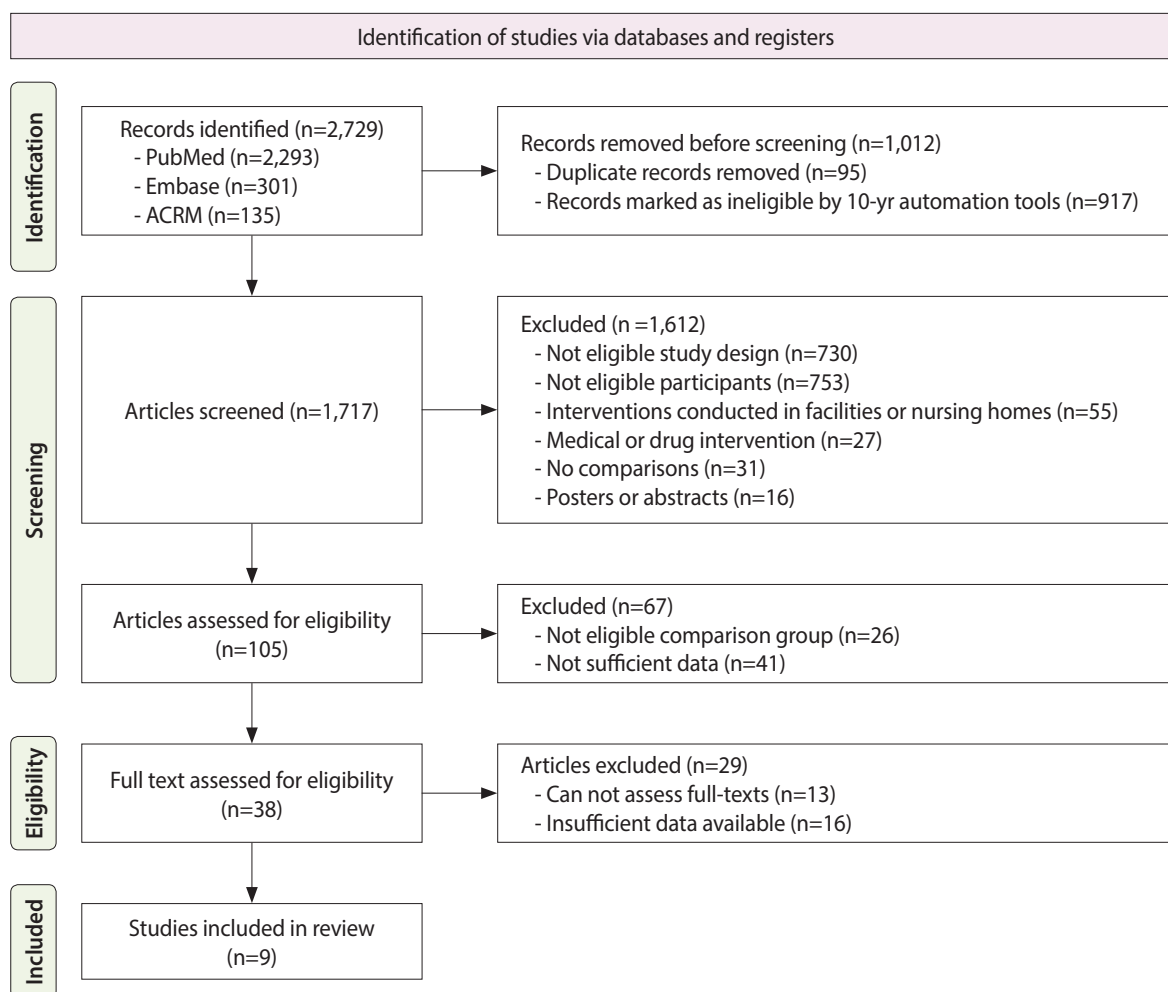 Identification of studies via databases and registers
Identification
Records identified (n=2,729)
- PubMed (n=2,293)
- Embase (n=301)
- ACRM (n=135)
Records removed before screening (n=1,012)
- Duplicate records removed (n=95)
- Records marked as ineligible by 10-yr automation tools (n=917)
Screening
Articles screened (n=1,717)
Excluded (n =1,612)
- Not eligible study design (n=730)
- Not eligible participants (n=753)
- Interventions conducted in facilities or nursing homes (n=55)
- Medical or drug intervention (n=27)
- No comparisons (n=31)
- Posters or abstracts (n=16)
Articles assessed for eligibility
(n=105)
Excluded (n=67)
- Not eligible comparison group (n=26)
- Not sufficient data (n=41)
Eligibility
Full text assessed for eligibility
(n=38)
Articles excluded (n=29)
- Can not assess full-texts (n=13)
- Insufficient data available (n=16)
Included
Studies included in review
(n=9)